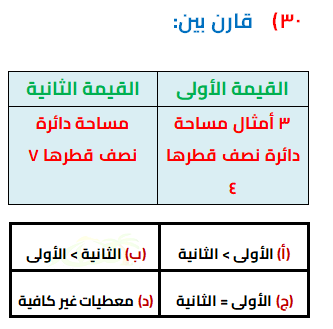 ٣٠) قارن بين:
القيمة الأولى
القيمة الثانية
٣ أمثال مساحة
دائرة نصف قطرها
٤
مساحة دائرة
نصف قطرها ٧
(أ) الأولى < الثانية
(ب) الثانية < الأولى
(ج) الأولى = الثانية
(د) معطيات غير كافية